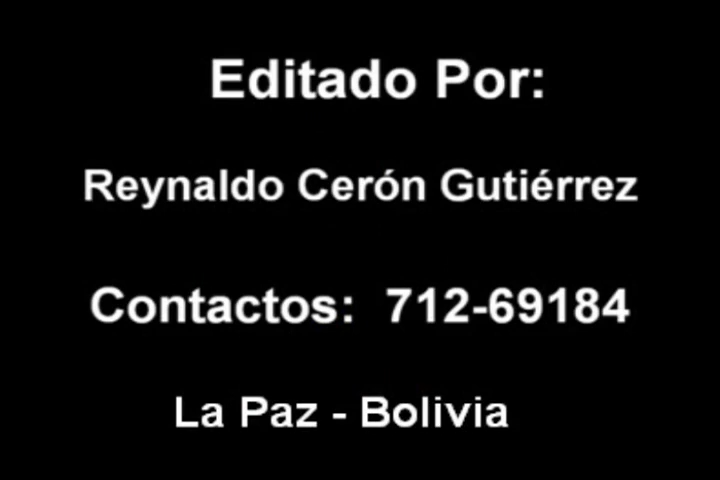 Editado Por:
Reynaldo Cerón Gutiérrez
Contactos: 712-69184
La Paz - Bolivia